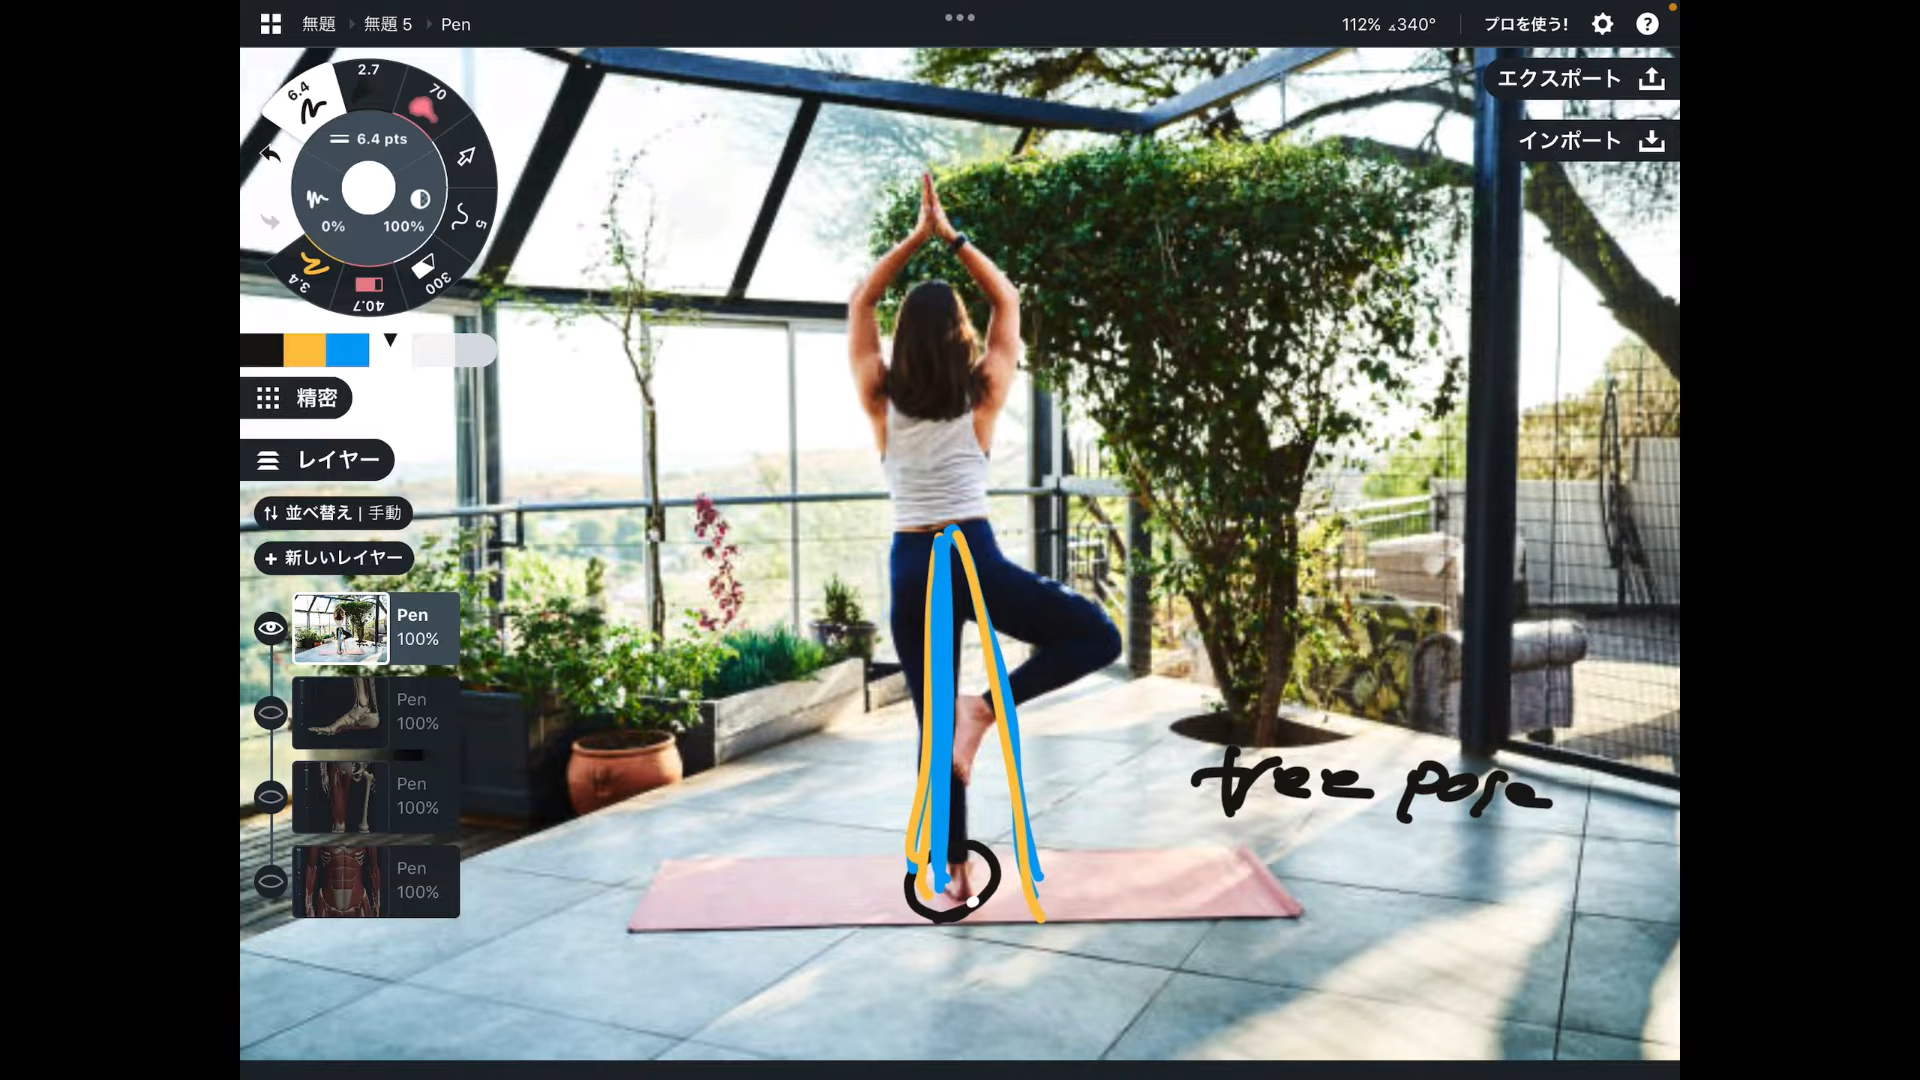 無題 無題 5 Pen
112% ⦟340° プロを使う!
エクスポート
インポート
2.7
6.4
70
6.4 pts
0% 100%
5
300
40.7
3.4
精密
レイヤー
並べ替え | 手動
+ 新しいレイヤー
Pen
100%
Pen
100%
Pen
100%
Pen
100%
tree pose